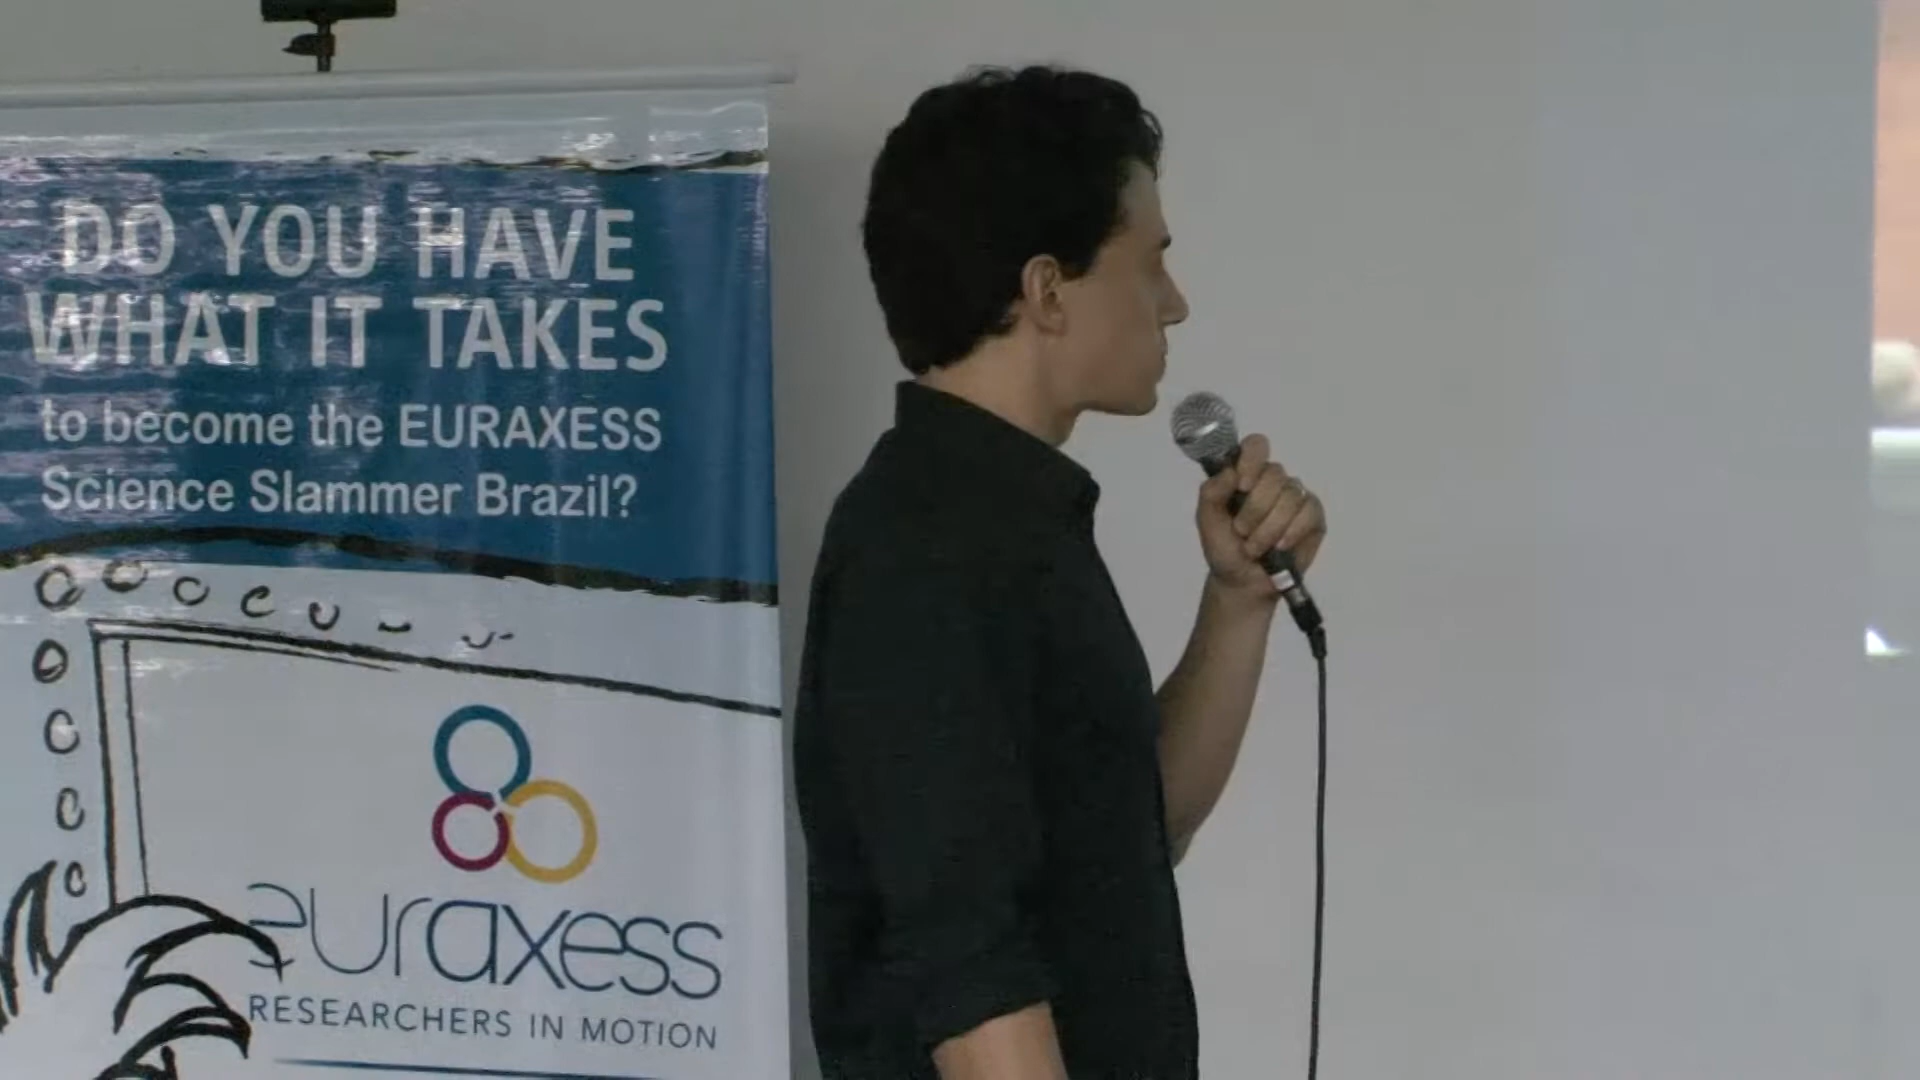 DO YOU HAVE
WHAT IT TAKES
to become the EURAXESS
Science Slammer Brazil?
euraxess
RESEARCHERS IN MOTION